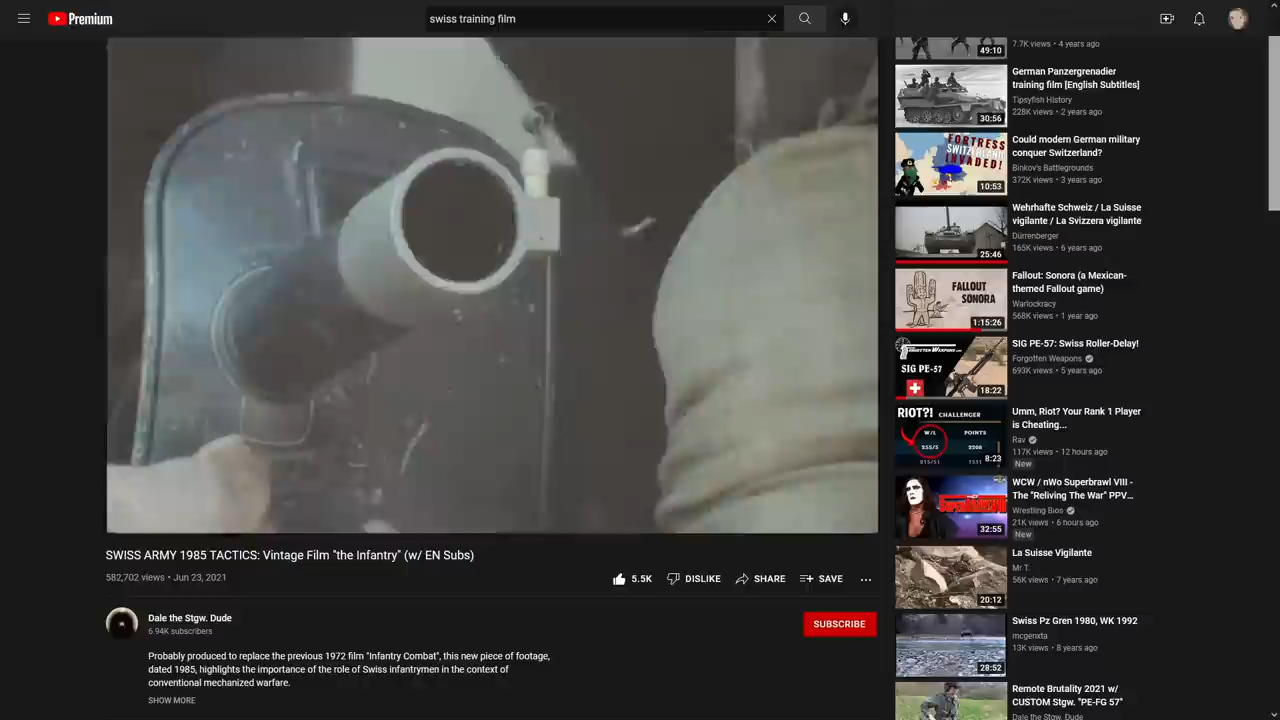 Premium
swiss training film
49:10
7.7K views • 4 years ago
German Panzergrenadier
training film [English Subtitles]
Tipsyfish History
228K views • 2 years ago
30:56
FORTRESS
SWITZERLAND
INVADED!
10:53
Could modern German military
conquer Switzerland?
Binkov's Battlegrounds
372K views • 3 years ago
Wehrhafte Schweiz / La Suisse
vigilante / La Svizzera vigilante
Dürrenberger
165K views • 6 years ago
25:46
FALLOUT
SONORA
1:15:26
Fallout: Sonora (a Mexican-
themed Fallout game)
Warlockracy
568K views • 1 year ago
FORGOTTEN WEAPONS.COM
SIG PE-57
18:22
SIG PE-57: Swiss Roller-Delay!
Forgotten Weapons
693K views • 5 years ago
RIOT?! CHALLENGER
W/L POINTS
255/5 2208
215/51 1531
8:23
Umm, Riot? Your Rank 1 Player
is Cheating...
Rav
117K views • 12 hours ago
New
32:55
WCW / nWo Superbrawl VIII -
The "Reliving The War" PPV...
Wrestling Bios
21K views • 6 hours ago
New
20:12
La Suisse Vigilante
Mr T.
56K views • 7 years ago
28:52
Swiss Pz Gren 1980, WK 1992
mcgenxta
13K views • 8 years ago
Remote Brutality 2021 w/
CUSTOM Stgw. "PE-FG 57"
Dale the Stgw. Dude
SWISS ARMY 1985 TACTICS: Vintage Film "the Infantry" (w/ EN Subs)
582,702 views • Jun 23, 2021
5.5K DISLIKE SHARE SAVE
Dale the Stgw. Dude
6.94K subscribers
SUBSCRIBE
Probably produced to replace the previous 1972 film "Infantry Combat", this new piece of footage,
dated 1985, highlights the importance of the role of Swiss infantrymen in the context of
conventional mechanized warfare.
SHOW MORE